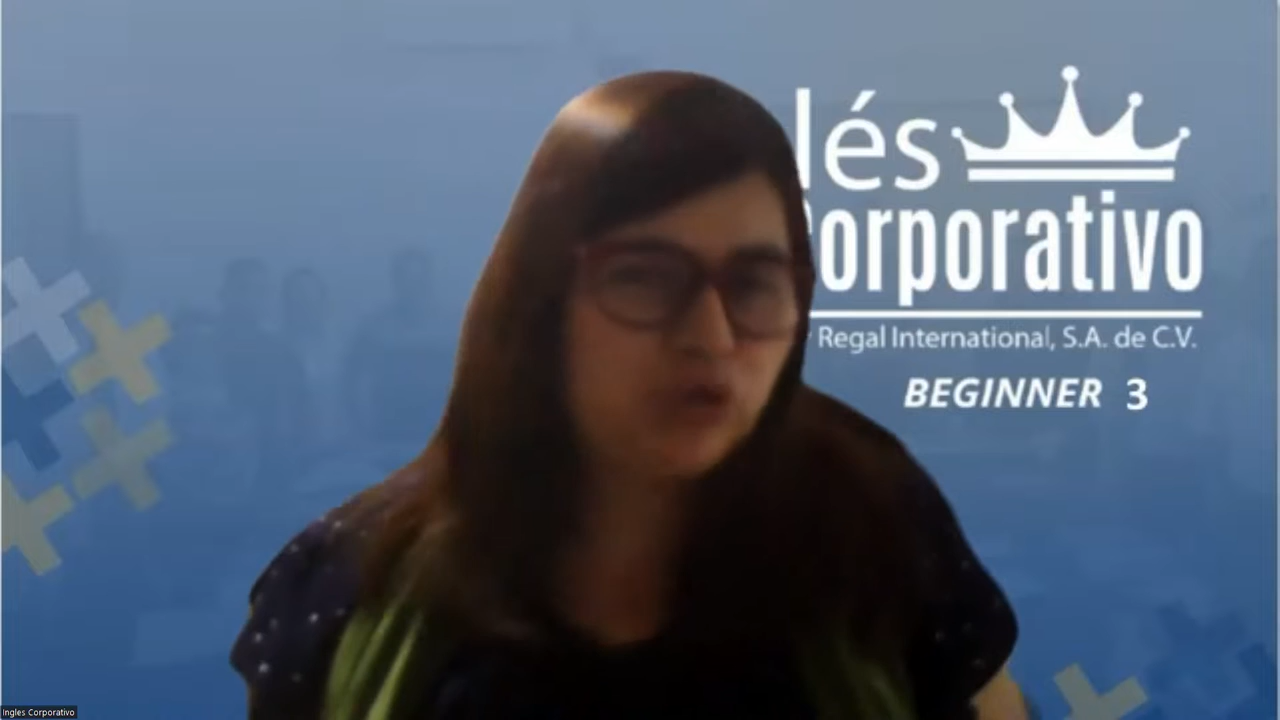 lés
orporativo
Regal International, S.A. de C.V.
BEGINNER 3
Ingles Corporativo